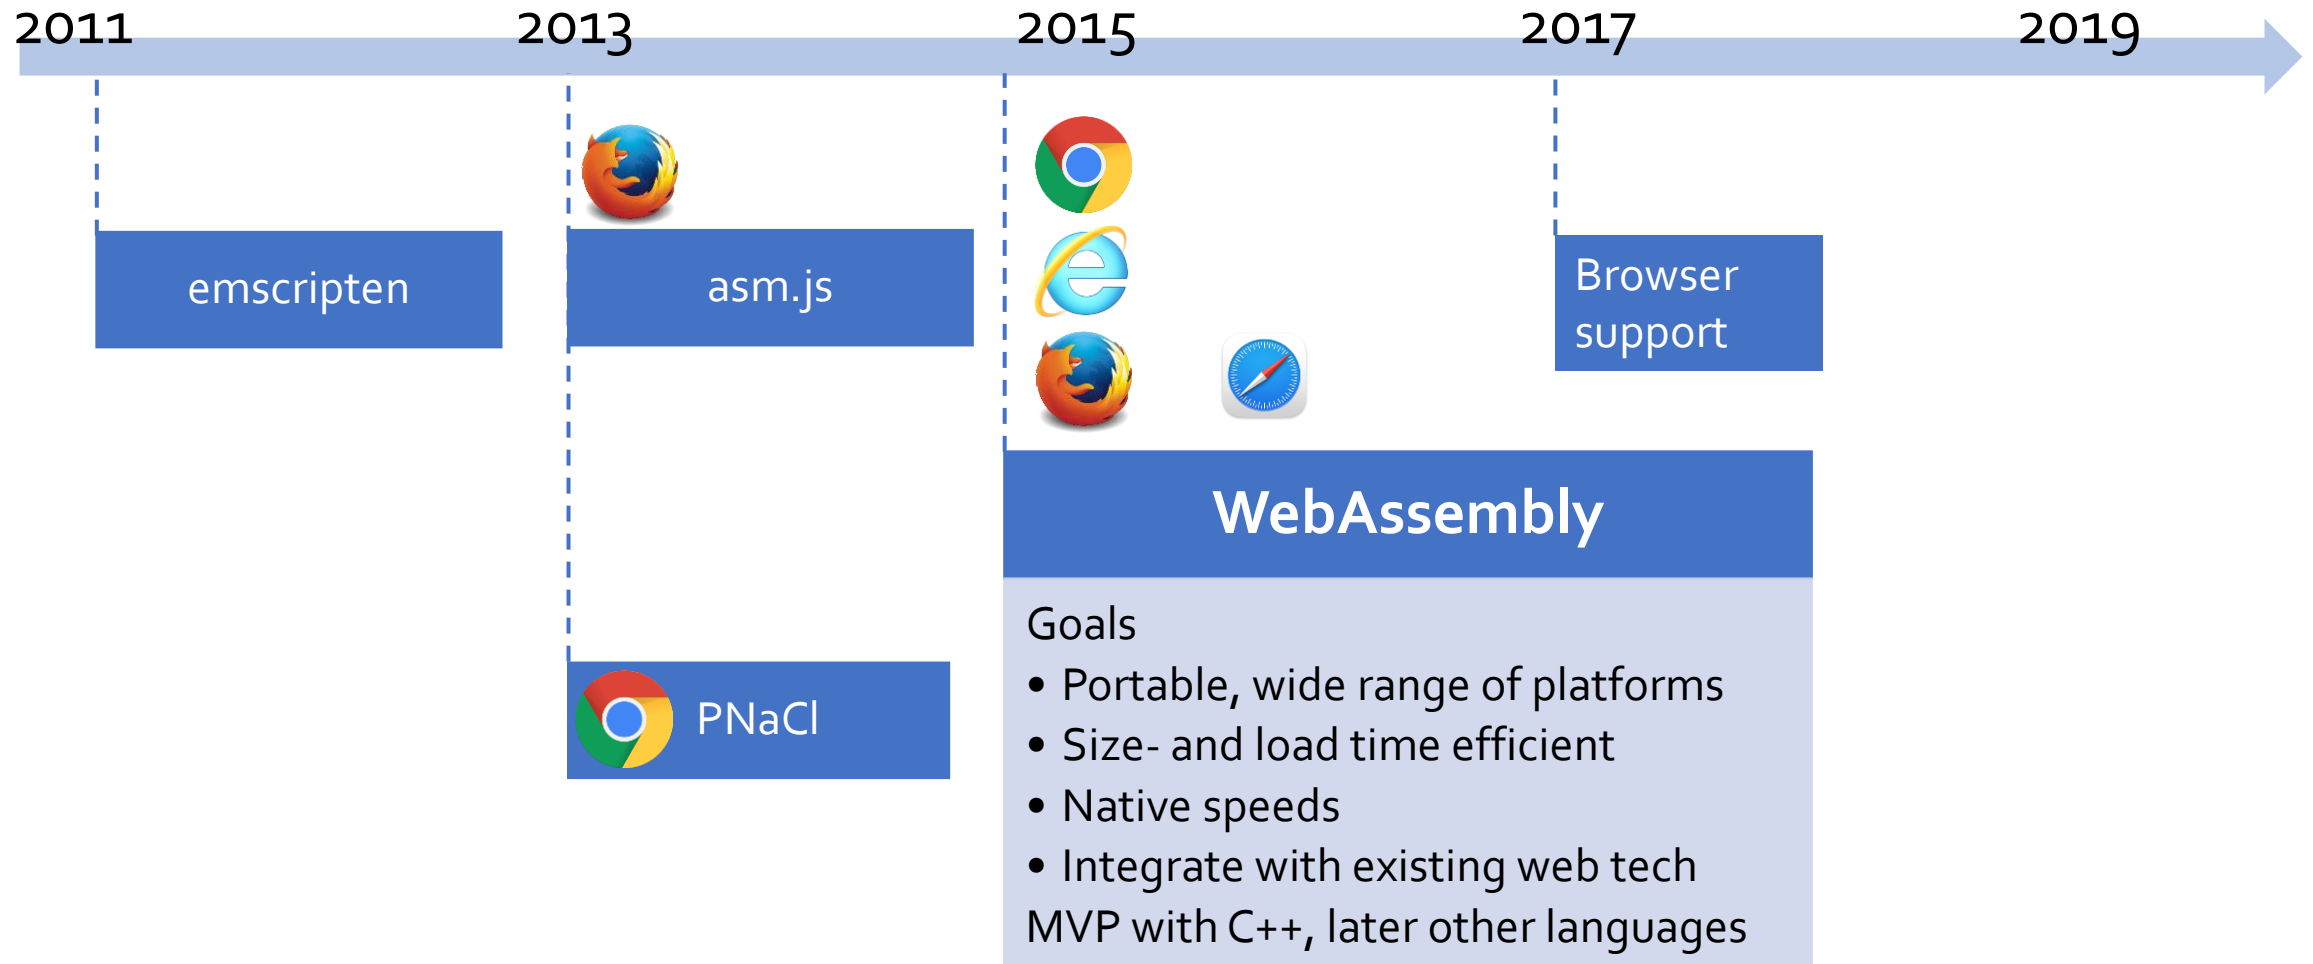 2011 2013 2015 2017 2019
emscripten
asm.js
Browser
support
PNaCl
WebAssembly
Goals
• Portable, wide range of platforms
• Size- and load time efficient
• Native speeds
• Integrate with existing web tech
MVP with C++, later other languages